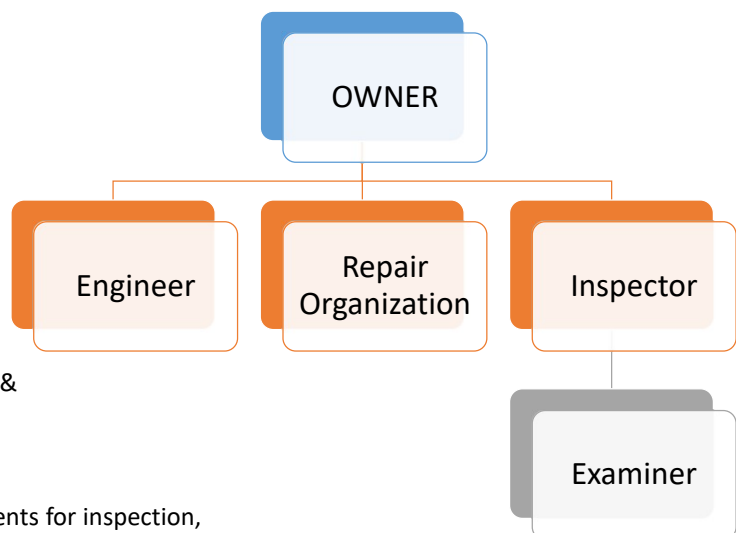 OWNER
Engineer
Repair
Organization
Inspector
&
Examiner
ents for inspection,